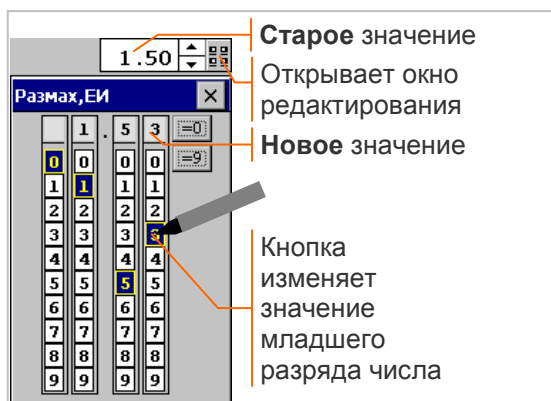 Старое значение
1.50
Открывает окно
редактирования
Размах,ЕИ
1 . 5 3 =0
Новое значение
0 0 0 0 =9
1 1 1 1
2 2 2 2
3 3 3 3
4 4 4 4
5 5 5 5
6 6 6 6
7 7 7 7
8 8 8 8
9 9 9 9
Кнопка
изменяет
значение
младшего
разряда числа